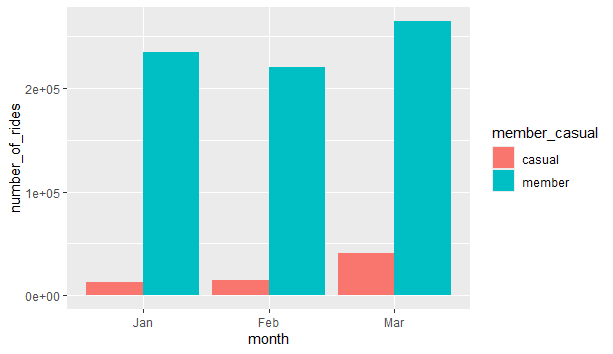 number_of_rides
2e+05
1e+05
0e+00
Jan Feb Mar
month
member_casual
casual
member